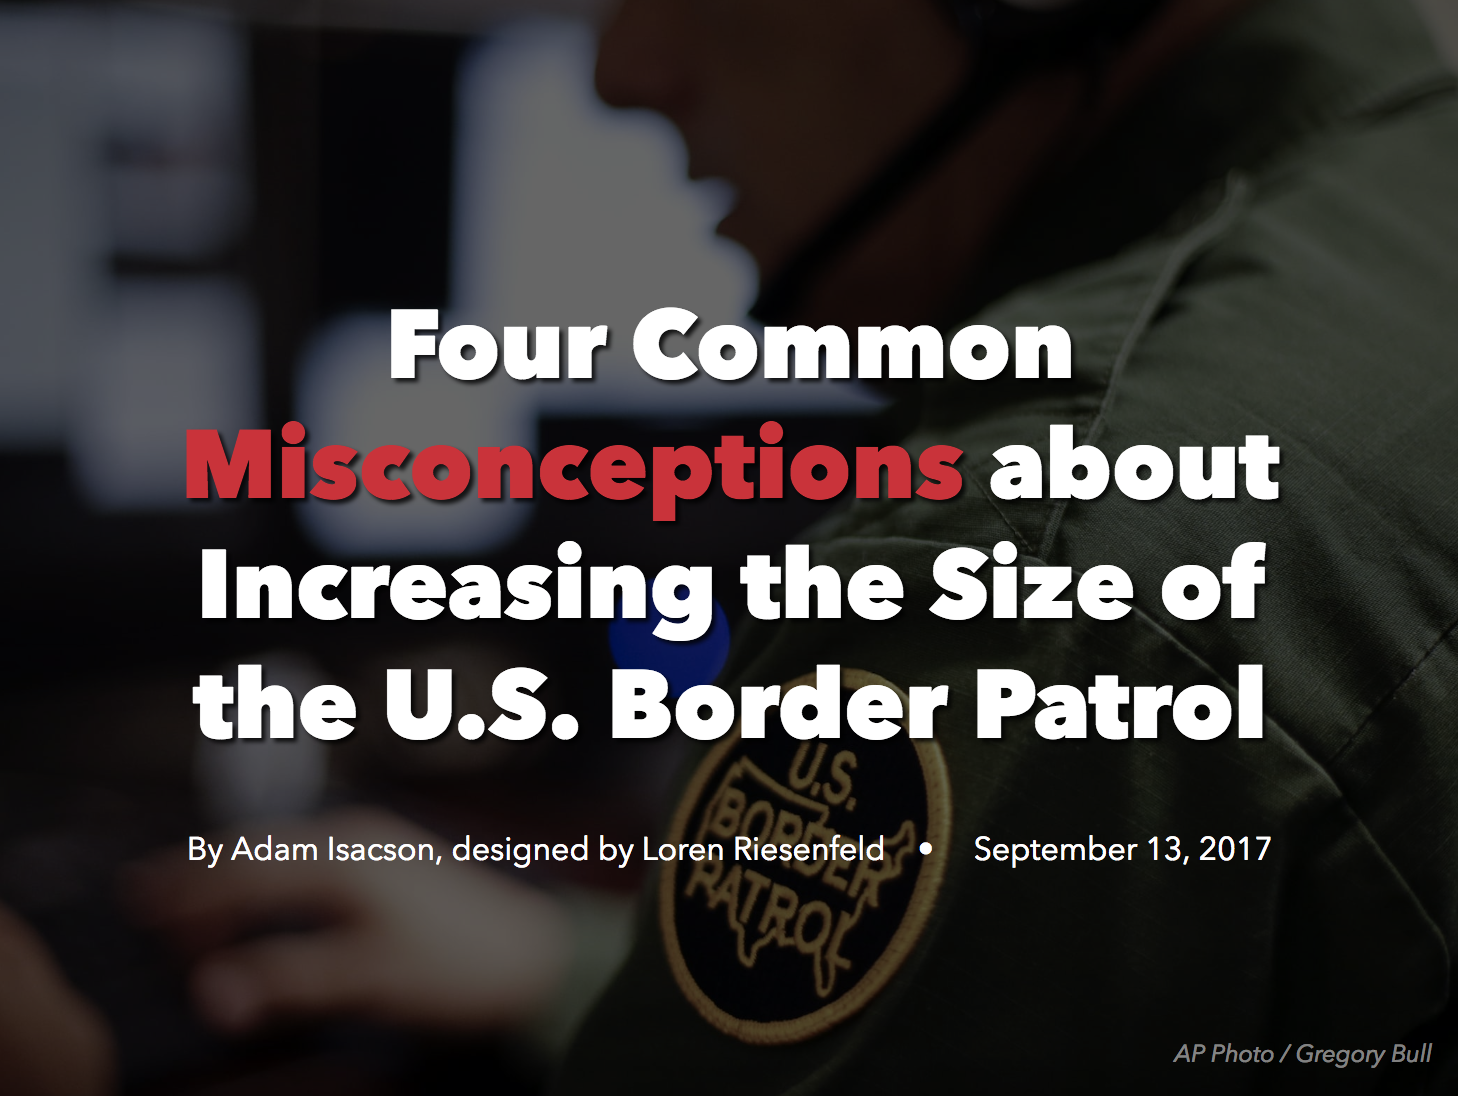 Four Common
Misconceptions about
Increasing the Size of
the U.S. Border Patrol
By Adam Isacson, designed by Loren Riesenfeld • September 13, 2017
U.S.
BORDER
PATROL
AP Photo / Gregory Bull